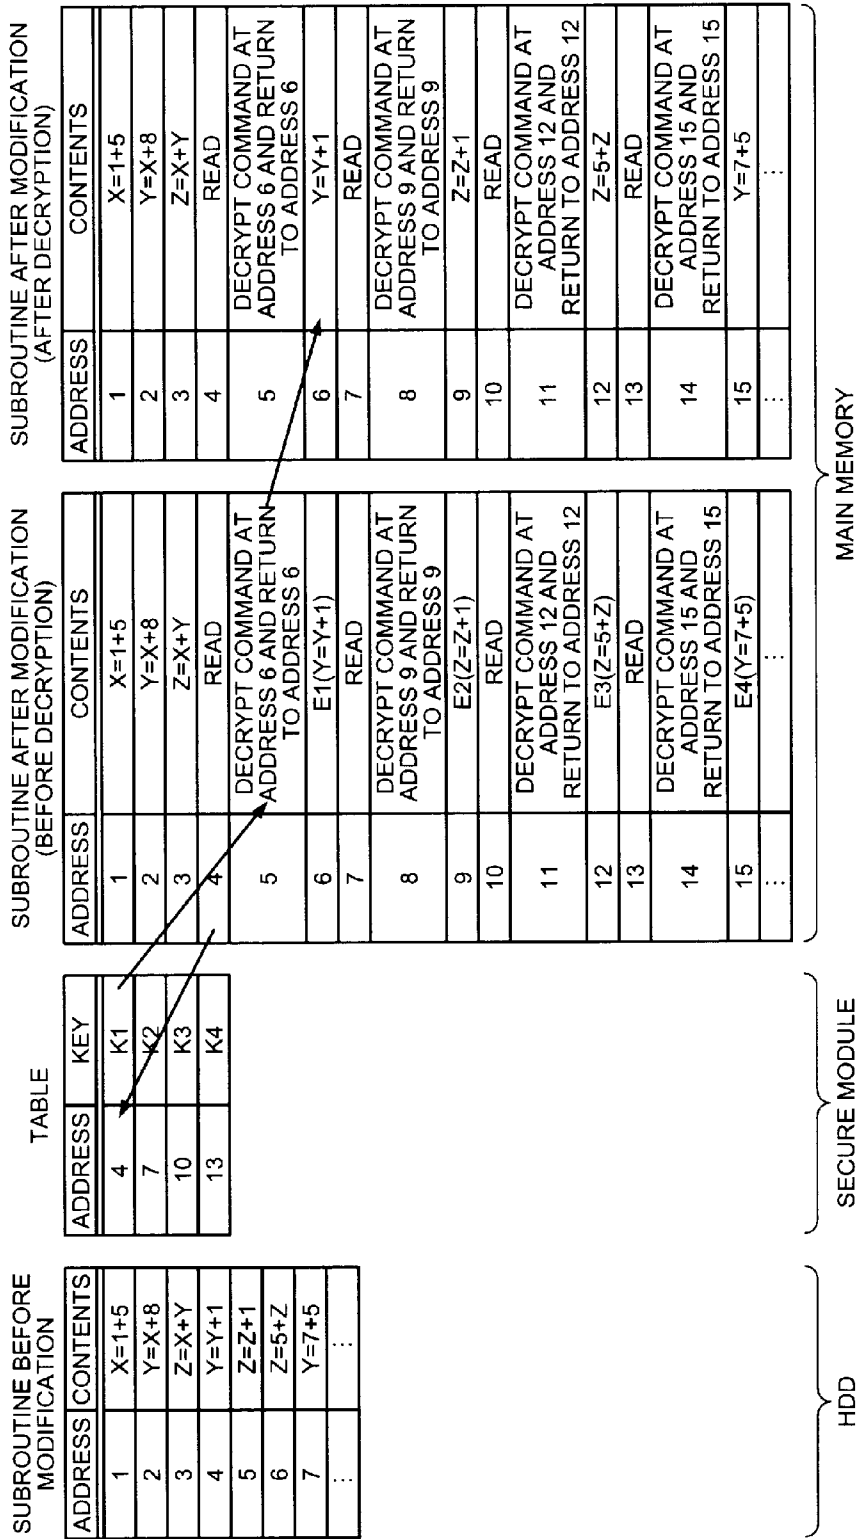 SUBROUTINE BEFORE
MODIFICATION
ADDRESS CONTENTS
1 X=1+5
2 Y=X+8
3 Z=X+Y
4 Y=Y+1
5 Z=Z+1
6 Z=5+Z
7 Y=7+5
⋮ ⋮
HDD
TABLE
ADDRESS KEY
4 K1
7 K2
10 K3
13 K4
SECURE MODULE
SUBROUTINE AFTER MODIFICATION
(BEFORE DECRYPTION)
ADDRESS CONTENTS
1 X=1+5
2 Y=X+8
3 Z=X+Y
4 READ
5 DECRYPT COMMAND AT
ADDRESS 6 AND RETURN
TO ADDRESS 6
6 E1(Y=Y+1)
7 READ
8 DECRYPT COMMAND AT
ADDRESS 9 AND RETURN
TO ADDRESS 9
9 E2(Z=Z+1)
10 READ
11 DECRYPT COMMAND AT
ADDRESS 12 AND
RETURN TO ADDRESS 12
12 E3(Z=5+Z)
13 READ
14 DECRYPT COMMAND AT
ADDRESS 15 AND
RETURN TO ADDRESS 15
15 E4(Y=7+5)
⋮ ⋮
SUBROUTINE AFTER MODIFICATION
(AFTER DECRYPTION)
ADDRESS CONTENTS
1 X=1+5
2 Y=X+8
3 Z=X+Y
4 READ
5 DECRYPT COMMAND AT
ADDRESS 6 AND RETURN
TO ADDRESS 6
6 Y=Y+1
7 READ
8 DECRYPT COMMAND AT
ADDRESS 9 AND RETURN
TO ADDRESS 9
9 Z=Z+1
10 READ
11 DECRYPT COMMAND AT
ADDRESS 12 AND
RETURN TO ADDRESS 12
12 Z=5+Z
13 READ
14 DECRYPT COMMAND AT
ADDRESS 15 AND
RETURN TO ADDRESS 15
15 Y=7+5
⋮ ⋮
MAIN MEMORY